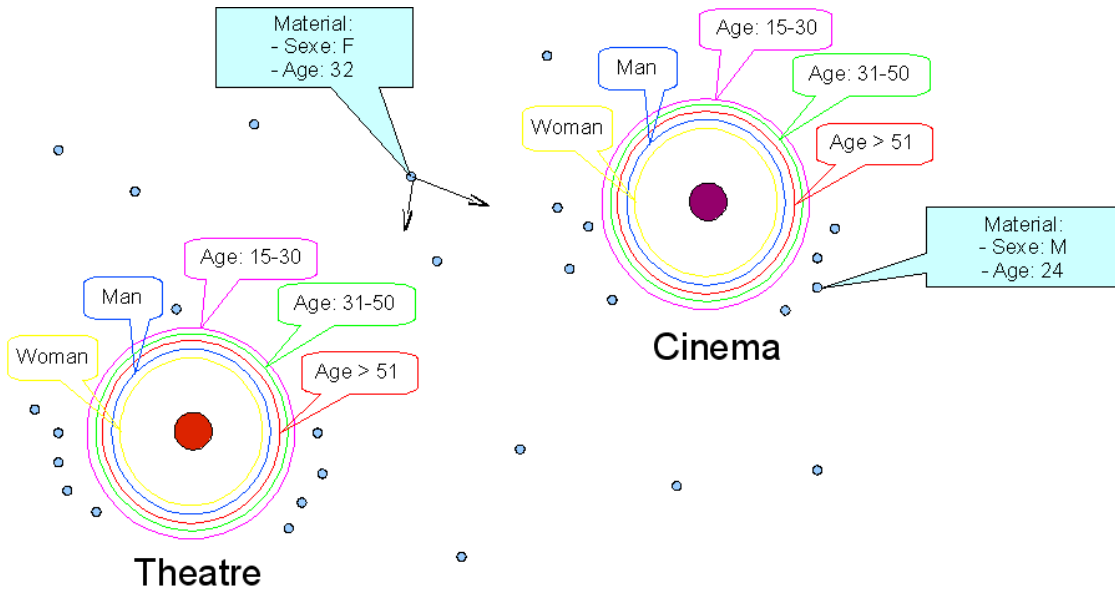 Material:
- Sexe: F
- Age: 32
Age: 15-30
Man
Age: 31-50
Woman
Age > 51
Material:
- Sexe: M
- Age: 24
Cinema
Age: 15-30
Man
Age: 31-50
Woman
Age > 51
Theatre